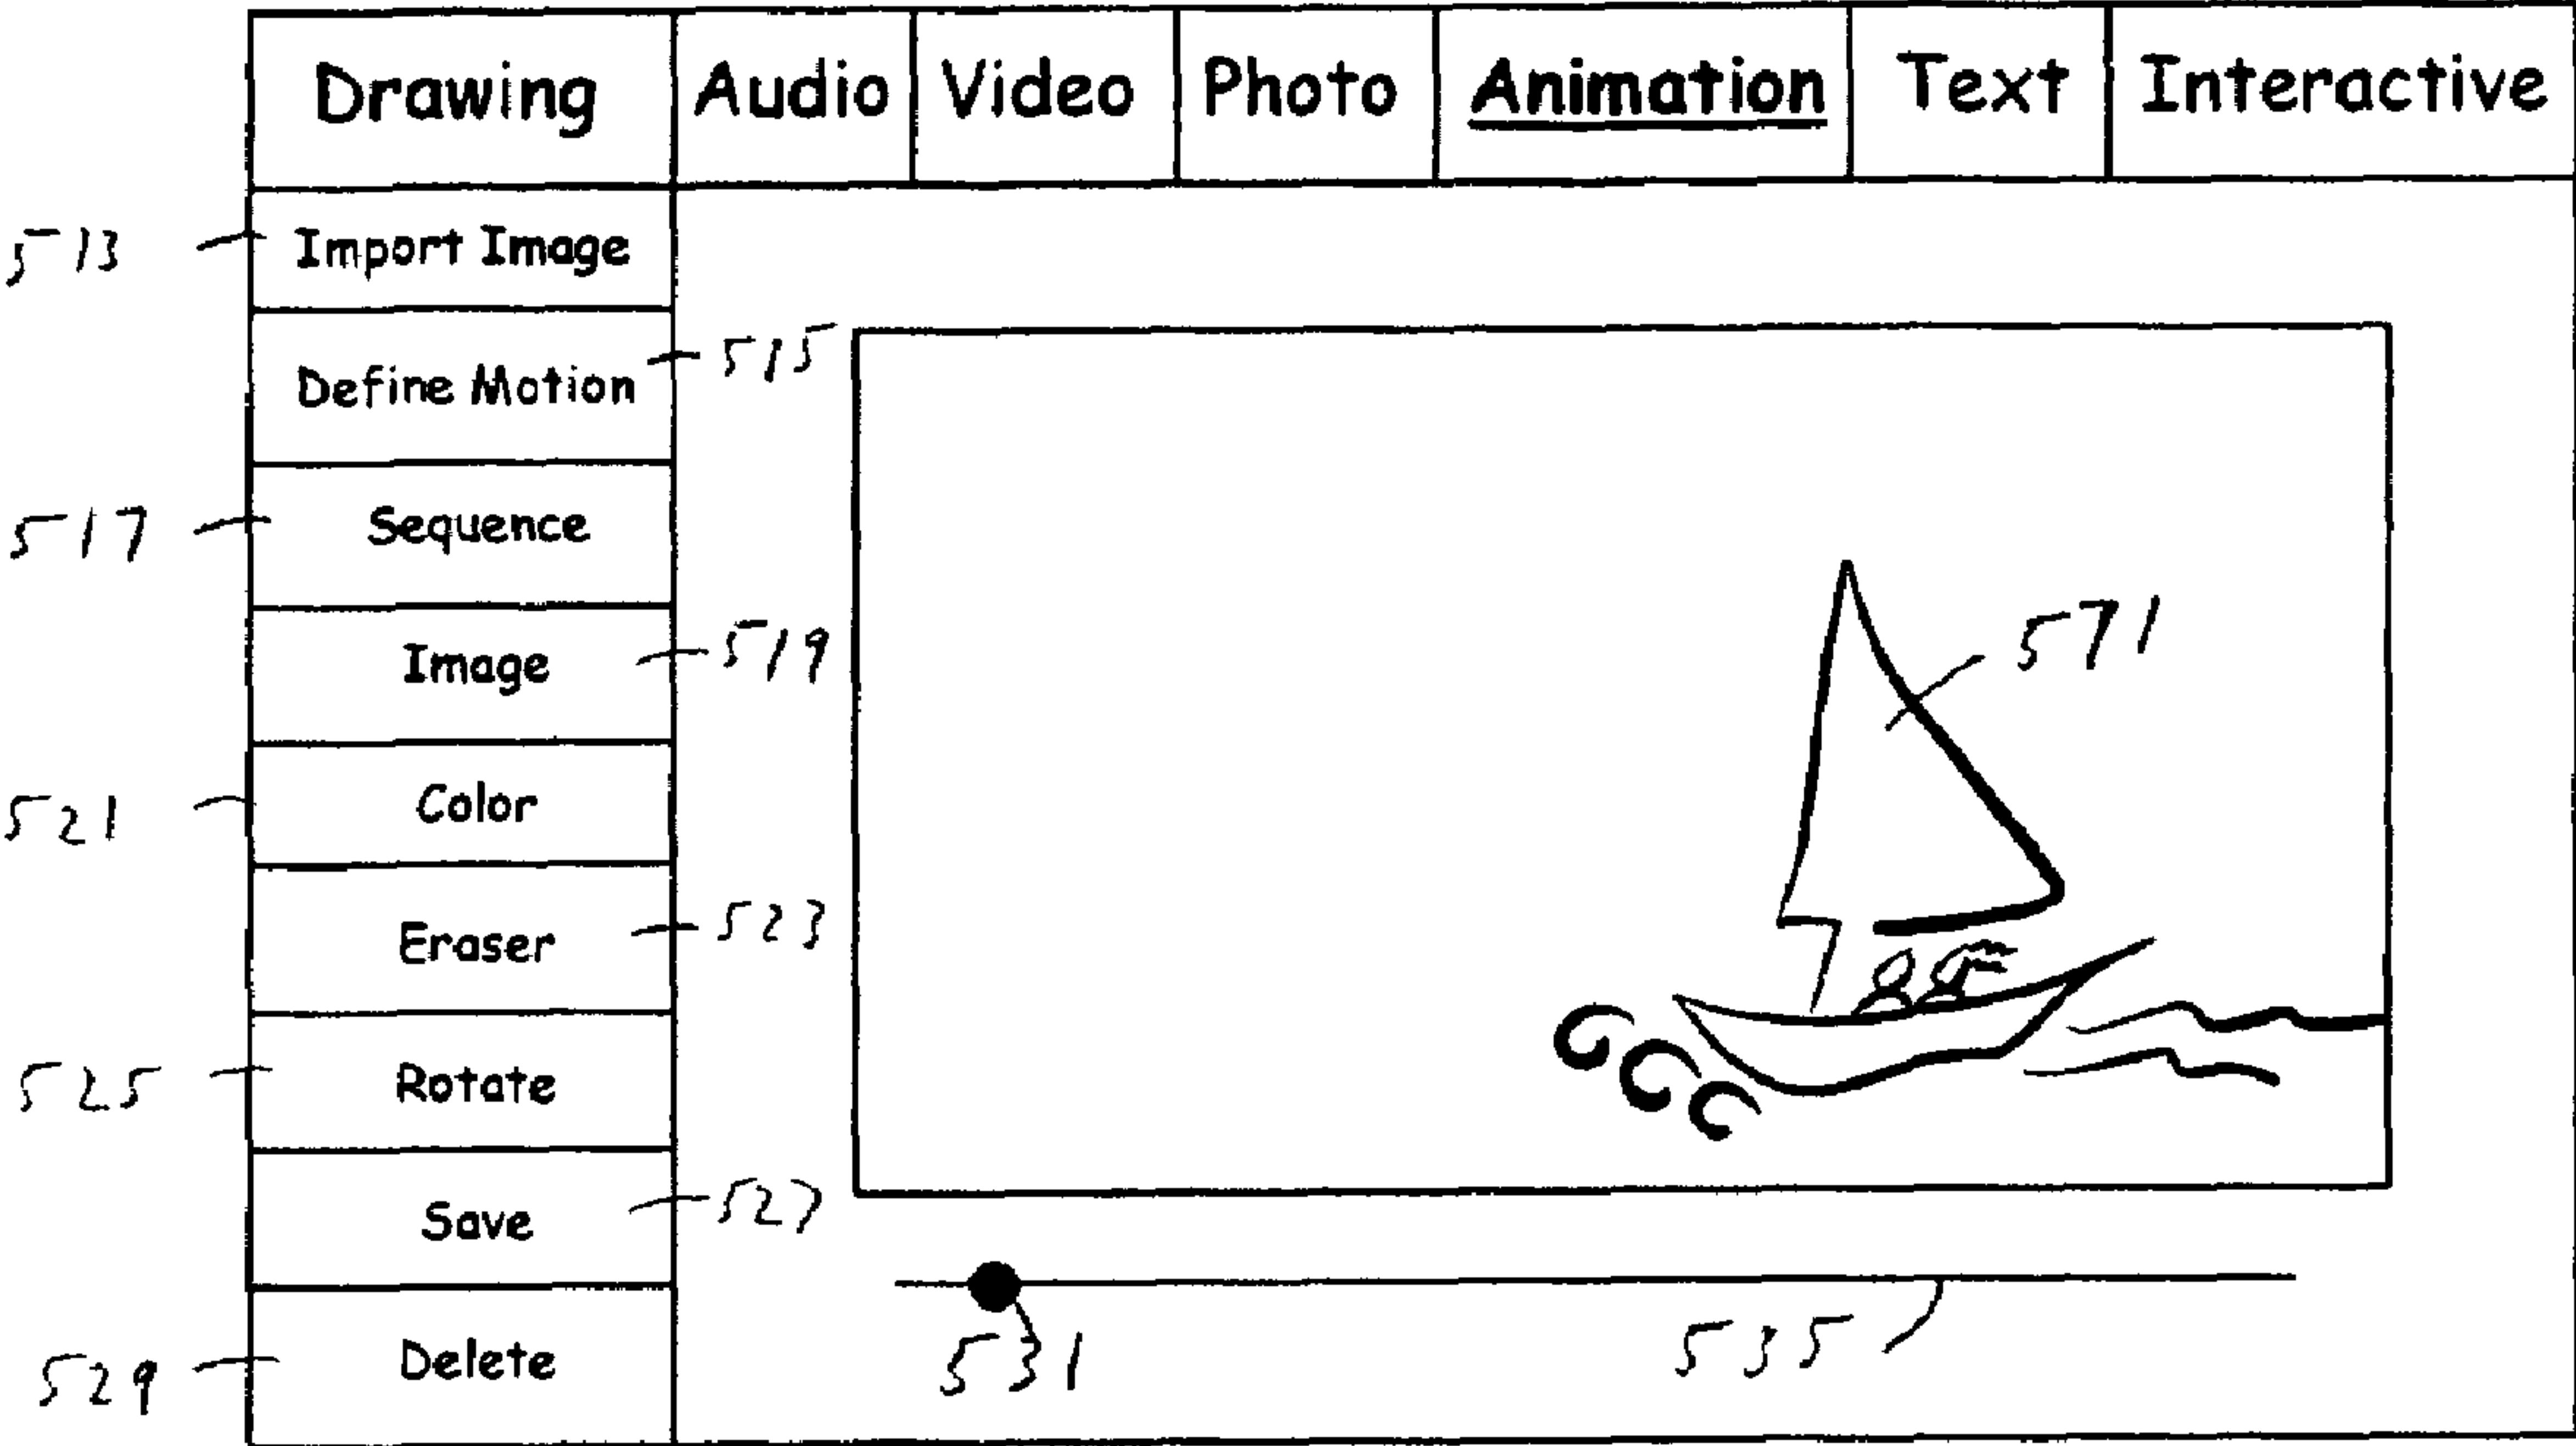 Drawing Audio Video Photo Animation Text Interactive
513 Import Image
Define Motion 515
517 Sequence
Image 519
571
521 Color
Eraser 523
525 Rotate
Save 527
531
535
529 Delete